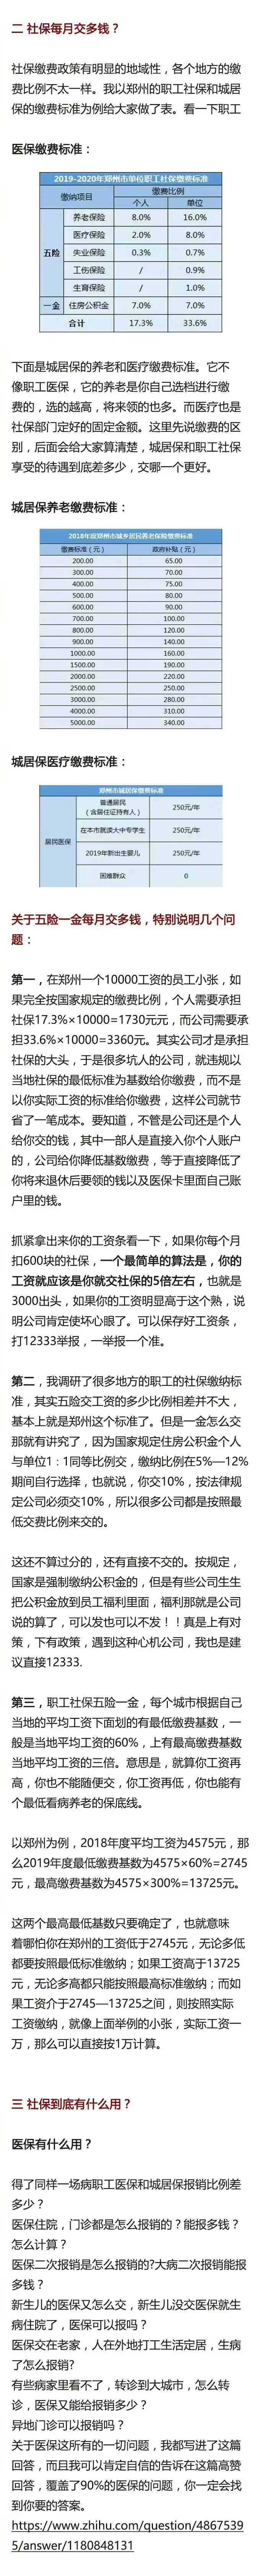 二 社保每月交多钱？
社保缴费政策有明显的地域性，各个地方的缴
费比例不太一样。我以郑州的职工社保和城居
保的缴费标准为例给大家做了表。看一下职工
医保缴费标准：
2019-2020年郑州市单位职工社保缴费标准
缴纳项目 缴费比例
个人 单位
五险 养老保险 8.0% 16.0%
医疗保险 2.0% 8.0%
失业保险 0.3% 0.7%
工伤保险 / 0.9%
生育保险 / 1.0%
一金 住房公积金 7.0% 7.0%
合计 17.3% 33.6%
下面是城居保的养老和医疗缴费标准。它不
像职工医保，它的养老是你自己选档进行缴
费的，选的越高，将来领的也多。而医疗也是
社保部门定好的固定金额。这里先说缴费的区
别，后面会给大家算清楚，城居保和职工社保
享受的待遇到底差多少，交哪一个更好。
城居保养老缴费标准：
2018年度郑州市城乡居民养老保险缴费标准
缴费标准（元） 政府补贴（元）
200.00 65.00
300.00 70.00
400.00 75.00
500.00 80.00
600.00 90.00
700.00 100.00
800.00 120.00
900.00 140.00
1000.00 160.00
1500.00 190.00
2000.00 220.00
2500.00 250.00
3000.00 280.00
4000.00 310.00
5000.00 340.00
城居保医疗缴费标准：
郑州市城居保缴费标准
居民医保 普通居民
（含居住证持有人） 250元/年
在本市就读大中专学生 250元/年
2019年新出生婴儿 250元/年
困难群众 0
关于五险一金每月交多钱，特别说明几个问
题：
第一，在郑州一个10000工资的员工小张，如
果完全按国家规定的缴费比例，个人需要承担
社保17.3%×10000=1730元元，而公司需要承
担33.6%×10000=3360元。其实公司才是承担
社保的大头，于是很多坑人的公司，就违规以
当地社保的最低标准为基数给你缴费，而不是
以你实际工资的标准给你缴费，这样公司就节
省了一笔成本。要知道，不管是公司还是个人
给你交的钱，其中一部人是直接入你个人账户
的，公司给你降低基数缴费，等于直接降低了
你将来退休后要领的钱以及医保卡里面自己账
户里的钱。
抓紧拿出来你的工资条看一下，如果你每个月
扣600块的社保，一个最简单的算法是，你的
工资就应该是你就交社保的5倍左右，也就是
3000出头，如果你的工资明显高于这个熟，说
明公司肯定使坏心眼了。可以保存好工资条，
打12333举报，一举报一个准。
第二，我调研了很多地方的职工的社保缴纳标
准，其实五险交工资的多少比例相差并不大，
基本上就是郑州这个标准了。但是一金怎么交
那就有讲究了，因为国家规定住房公积金个人
与单位1：1同等比例交，缴纳比例在5%—12%
期间自行选择，也就说，你交10%，按法律规
定公司必须交10%，所以很多公司都是按照最
低交费比例来交的。
这还不算过分的，还有直接不交的。按规定，
国家是强制缴纳公积金的，但是有些公司生生
把公积金放到员工福利里面，福利那就是公司
说的算了，可以发也可以不发！！真是上有对
策，下有政策，遇到这种心机公司，我也是建
议直接12333.
第三，职工社保五险一金，每个城市根据自己
当地的平均工资下面划的有最低缴费基数，一
般是当地平均工资的60%，上有最高缴费基数
当地平均工资的三倍。意思是，就算你工资再
高，你也不能随便交，你工资再低，你也能有
个最低看病养老的保底线。
以郑州为例，2018年度平均工资为4575元，那
么2019年度最低缴费基数为4575×60%=2745
元，最高缴费基数为4575×300%=13725元。
这两个最高最低基数只要确定了，也就意味
着哪怕你在郑州的工资低于2745元，无论多低
都要按照最低标准缴纳；如果工资高于13725
元，无论多高都只能按照最高标准缴纳；而如
果工资介于2745—13725之间，则按照实际
工资缴纳，就像上面举例的小张，实际工资一
万，那么可以直接按1万计算。
三 社保到底有什么用？
医保有什么用？
得了同样一场病职工医保和城居保报销比例差
多少？
医保住院，门诊都是怎么报销的？能报多钱？
怎么计算？
医保二次报销是怎么报销的?大病二次报销能报
多钱？
新生儿的医保又怎么交，新生儿没交医保就生
病住院了，医保可以报吗？
医保交在老家，人在外地打工生活定居，生病
了怎么报销?
有些病家里看不了，转诊到大城市，怎么转
诊，医保又能给报销多少？
异地门诊可以报销吗？
关于医保这所有的一切问题，我都写进了这篇
回答，而且我可以肯定自信的告诉在这篇高赞
回答，覆盖了90%的医保的问题，你一定会找
到你要的答案。
https://www.zhihu.com/question/4867539
5/answer/1180848131